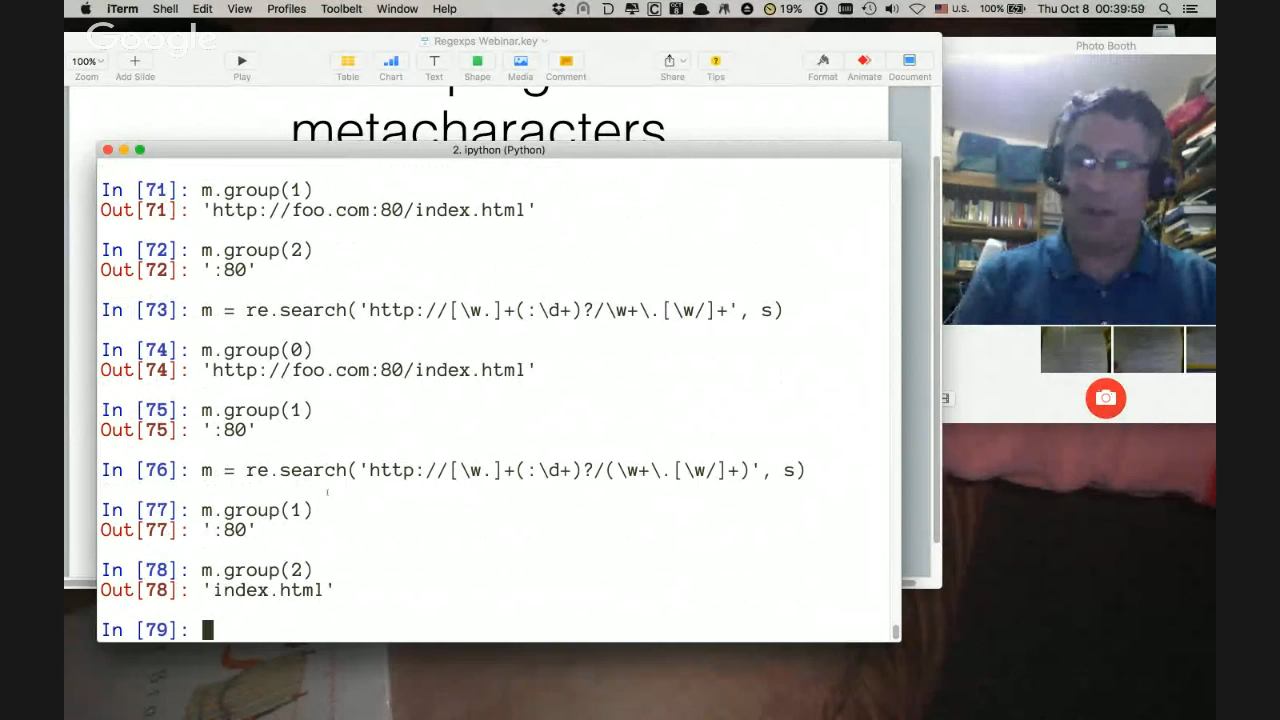 iTerm Shell Edit View Profiles Toolbelt Window Help 19% U.S. 100% Thu Oct 8 00:39:59
Google
Regexps Webinar.key
Photo Booth
100%
Zoom Add Slide Play Table Chart Text Shape Media Comment Share Tips Format Animate Document
metacharacters
2. ipython (Python)
In [71]: m.group(1)
Out[71]: 'http://foo.com:80/index.html'
In [72]: m.group(2)
Out[72]: ':80'
In [73]: m = re.search('http://[\w.]+(:\d+)?/\w+\.[\w/]+', s)
In [74]: m.group(0)
Out[74]: 'http://foo.com:80/index.html'
In [75]: m.group(1)
Out[75]: ':80'
In [76]: m = re.search('http://[\w.]+(:\d+)?/(\w+\.[\w/]+)', s)
In [77]: m.group(1)
Out[77]: ':80'
In [78]: m.group(2)
Out[78]: 'index.html'
In [79]: